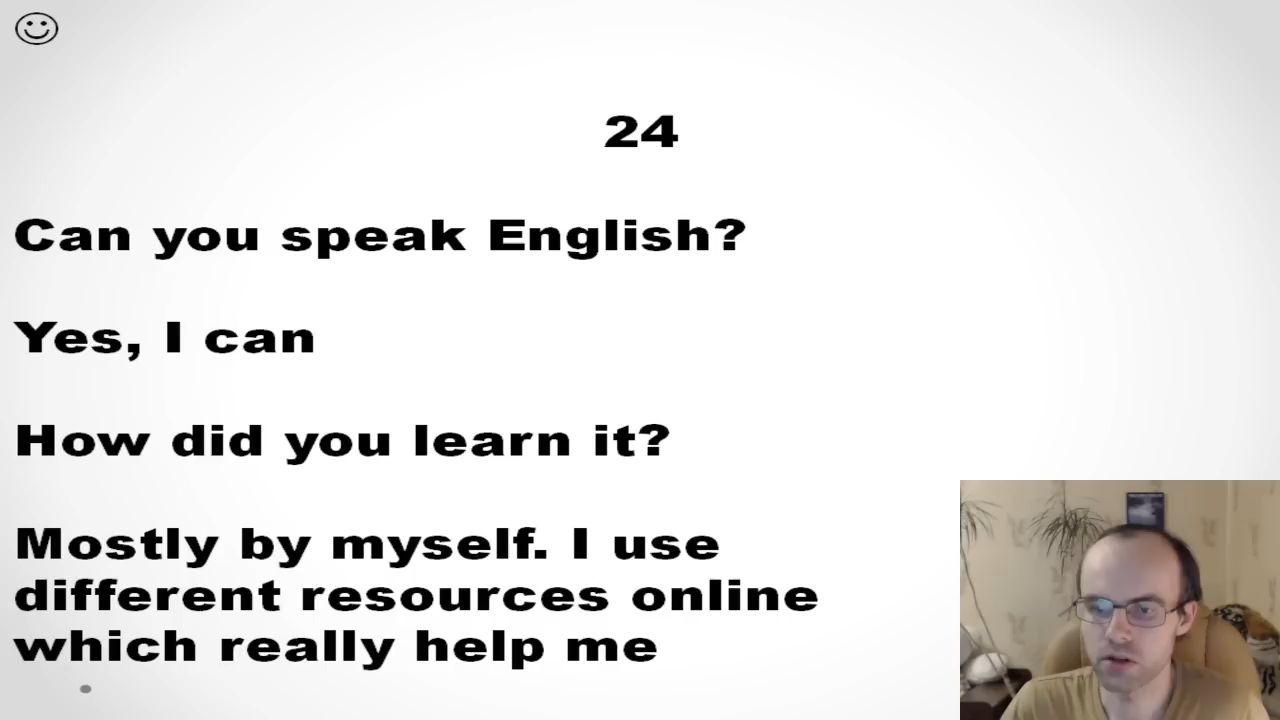 24
Can you speak English?
Yes, I can
How did you learn it?
Mostly by myself. I use
different resources online
which really help me